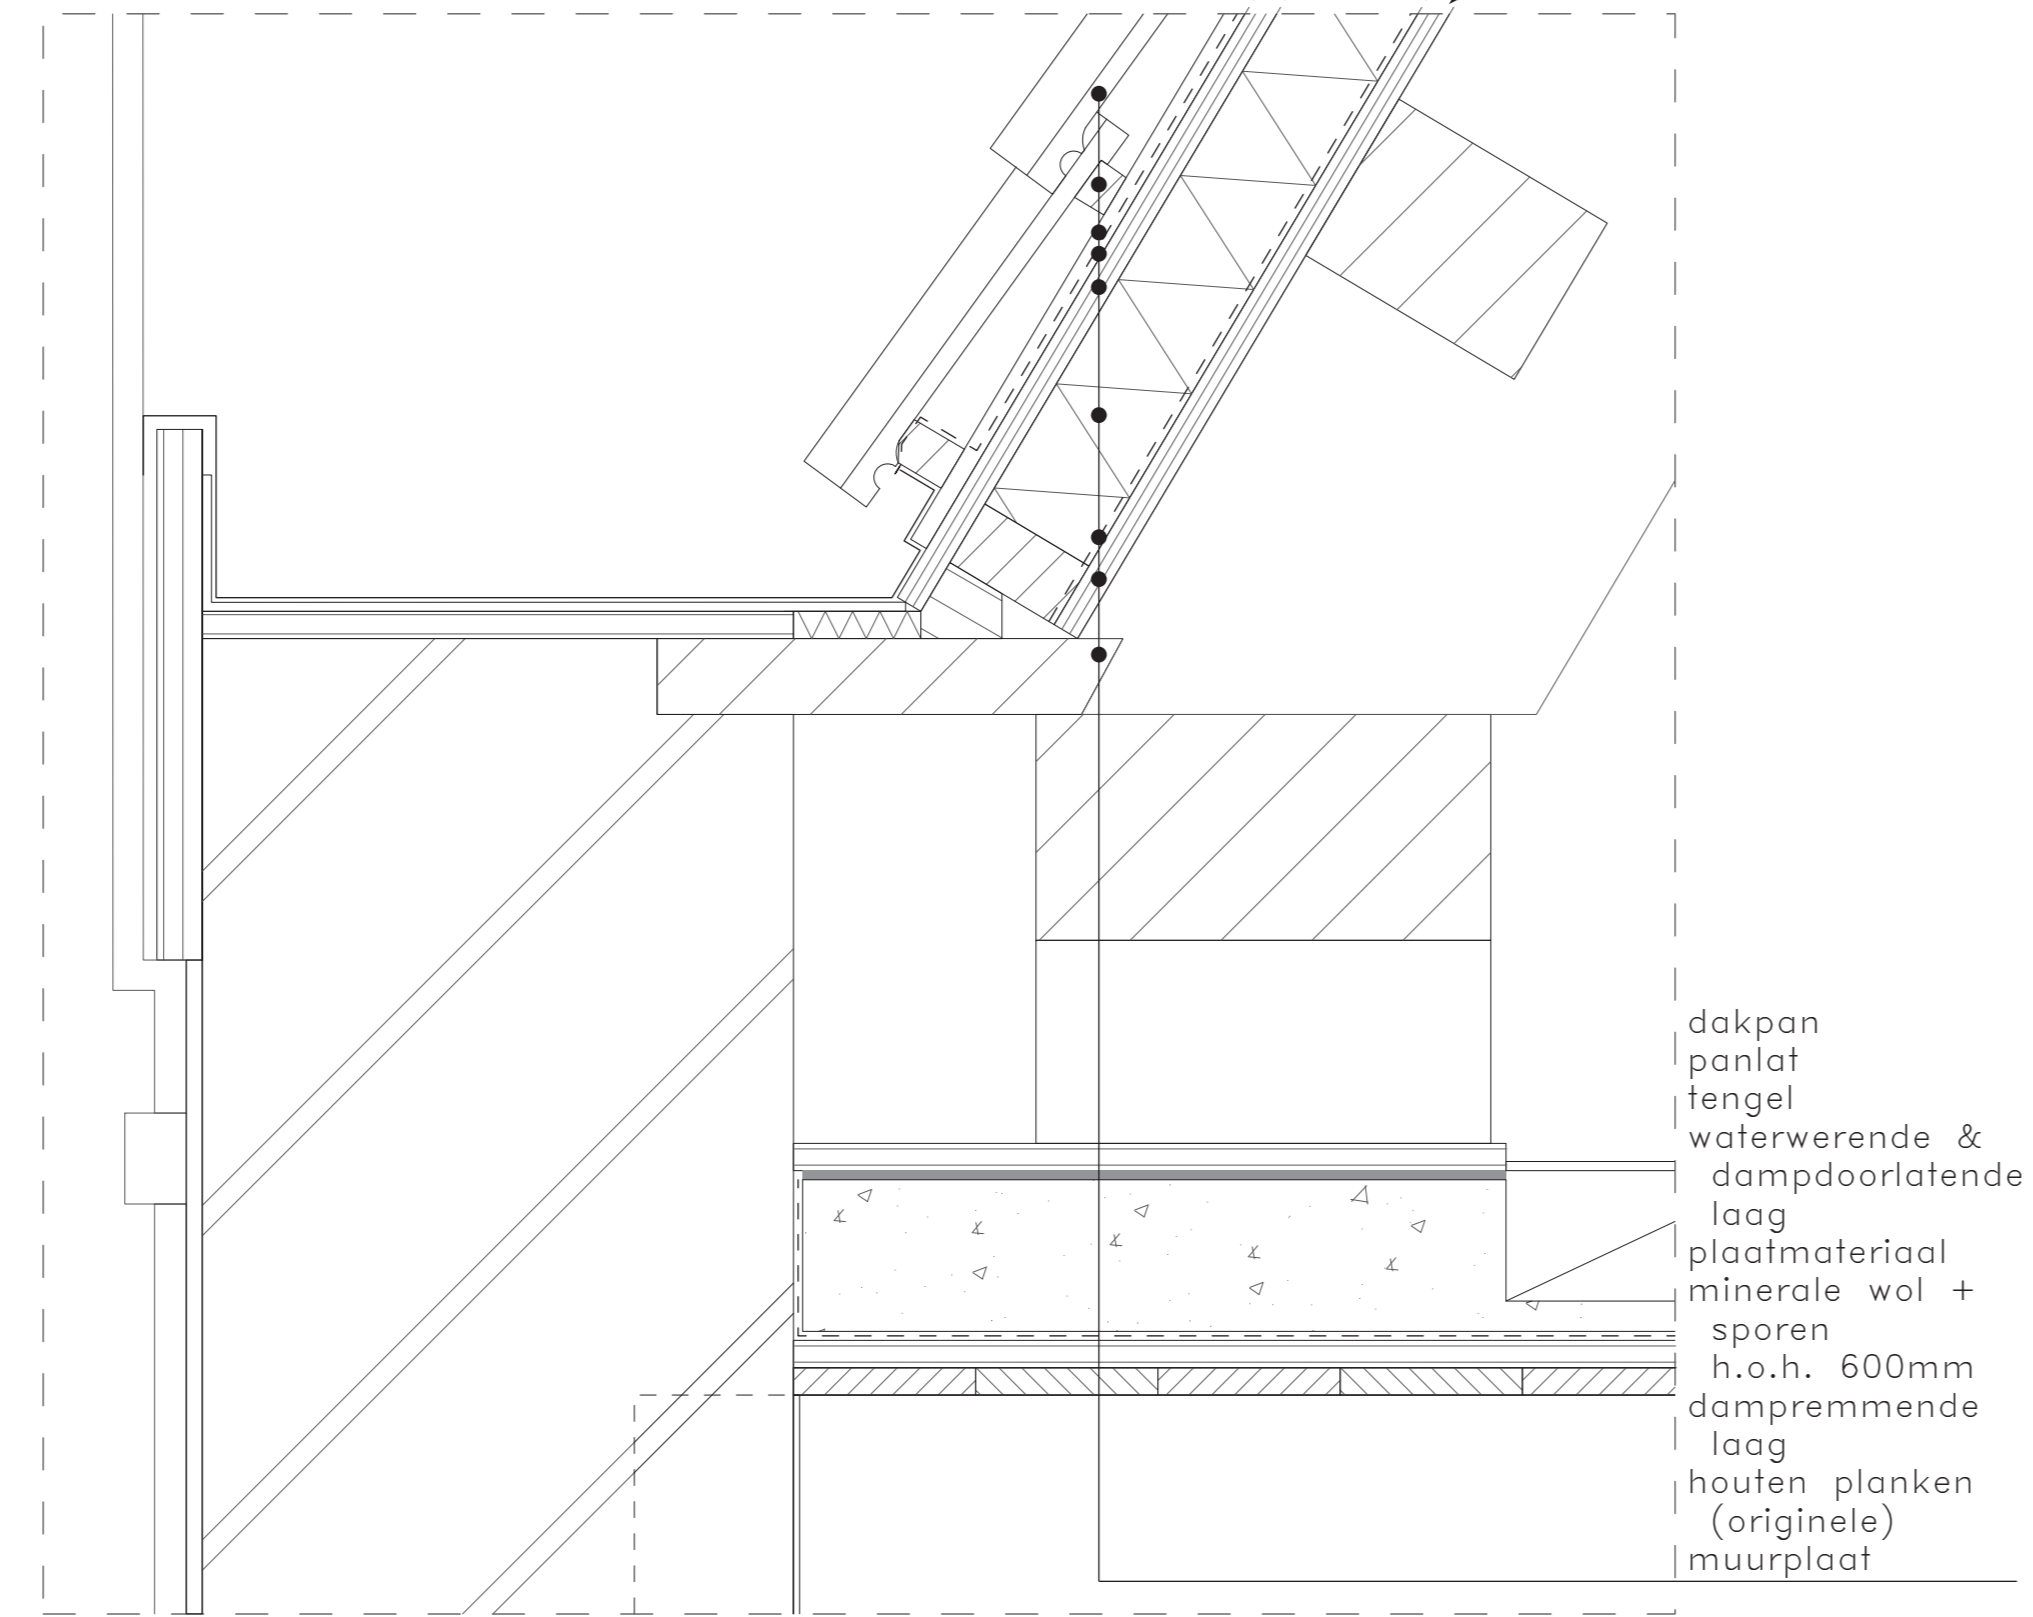 dakpan
panlat
tengel
waterwerende &
dampdoorlatende
laag
plaatmateriaal
minerale wol +
sporen
h.o.h. 600mm
dampremmende
laag
houten planken
(originele)
muurplaat